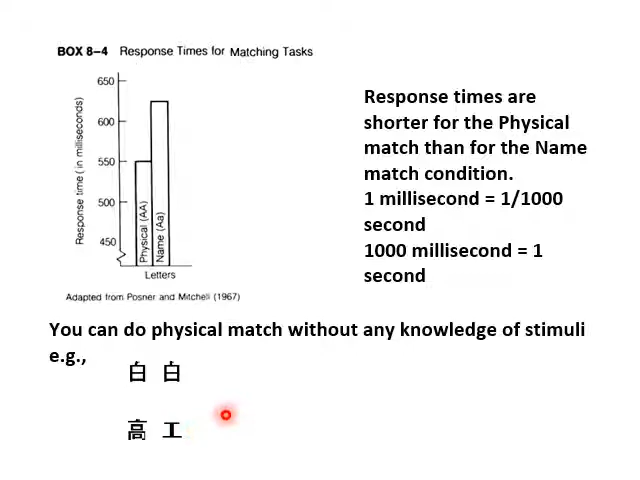 BOX 8–4 Response Times for Matching Tasks
Response time (in milliseconds)
650
600
550
500
450
Physical (AA)
Name (Aa)
Letters
Adapted from Posner and Mitchell (1967)
Response times are
shorter for the Physical
match than for the Name
match condition.
1 millisecond = 1/1000
second
1000 millisecond = 1
second
You can do physical match without any knowledge of stimuli
e.g.,
白 白
高 工